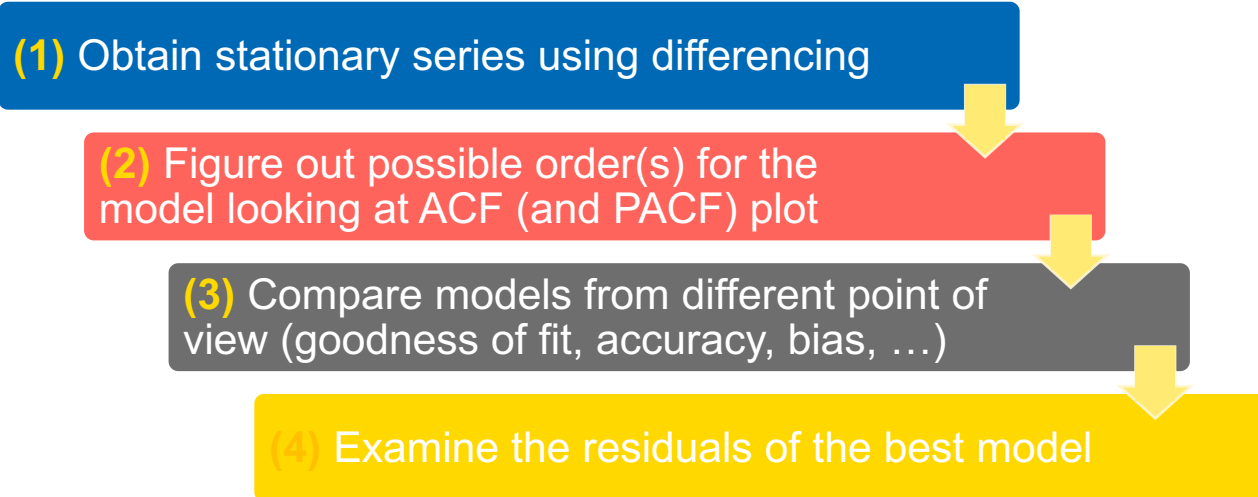 (1) Obtain stationary series using differencing
(2) Figure out possible order(s) for the
model looking at ACF (and PACF) plot
(3) Compare models from different point of
view (goodness of fit, accuracy, bias, …)
(4) Examine the residuals of the best model